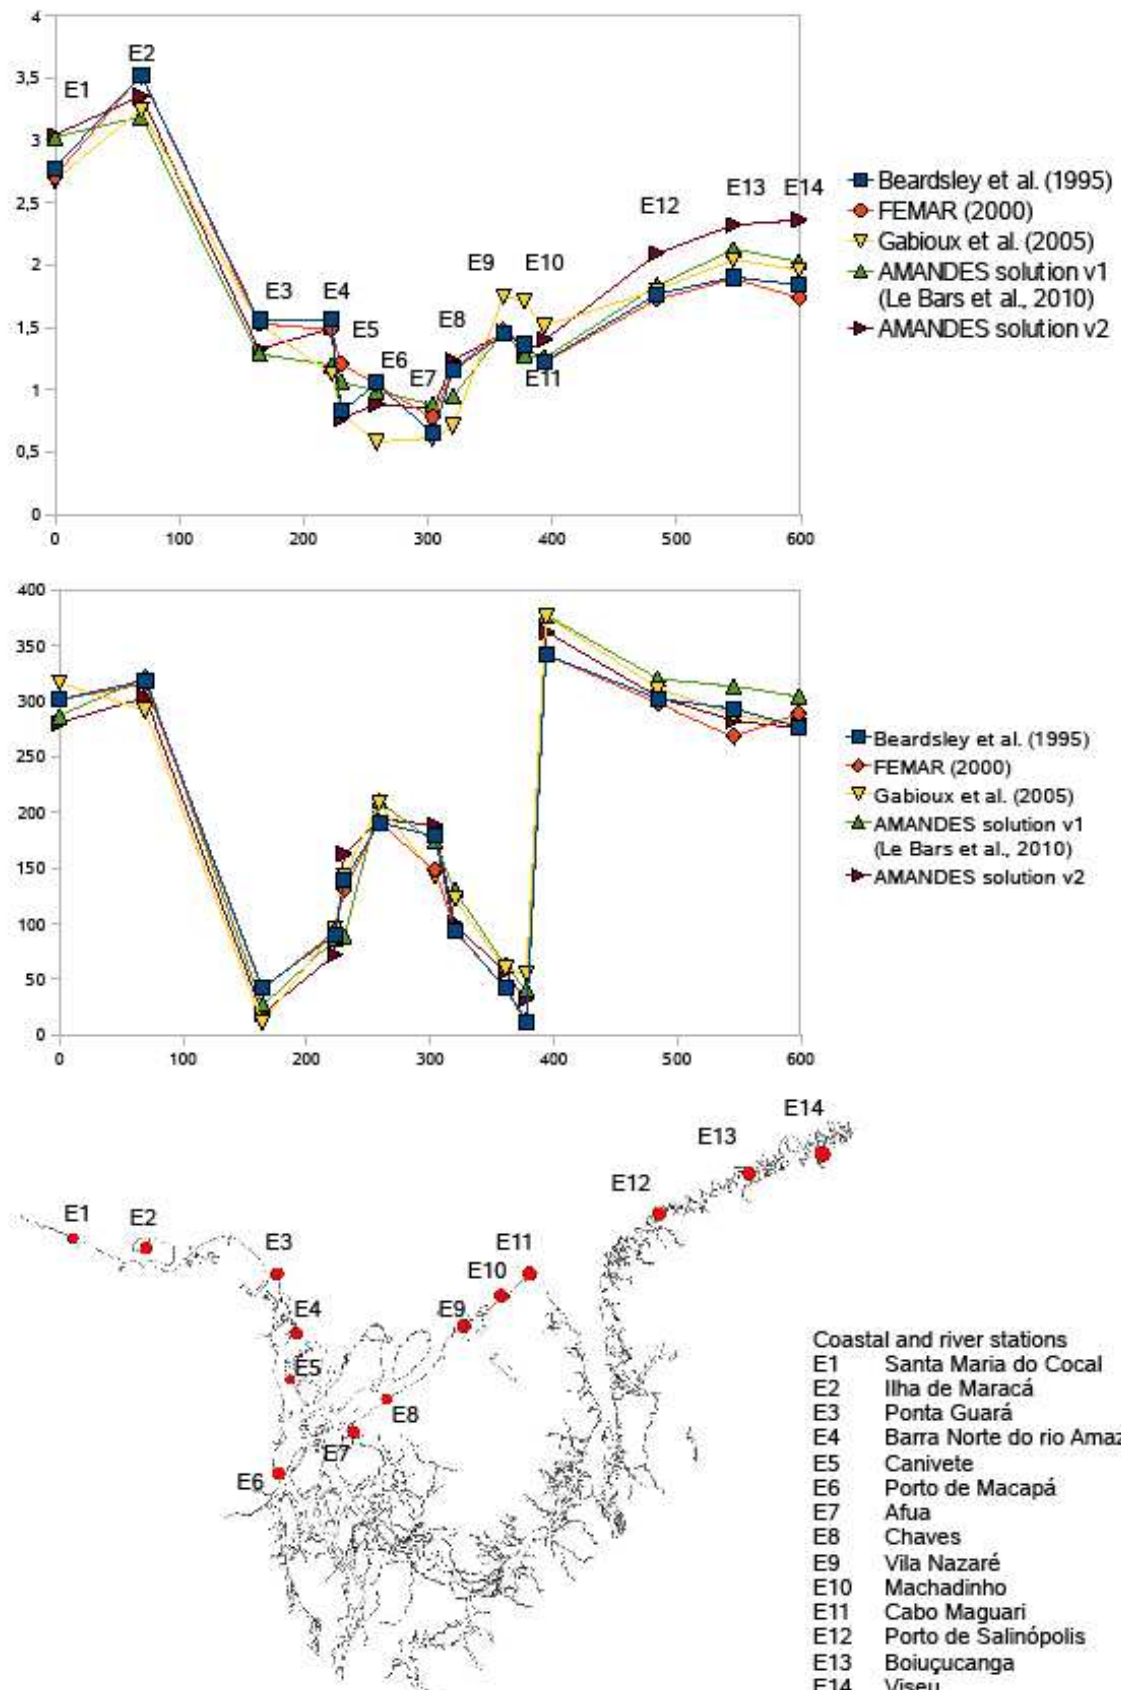 4
3,5
3
2,5
2
1,5
1
0,5
0
0 100 200 300 400 500 600
E1
E2
E3
E4
E5
E6
E7
E8
E9
E10
E11
E12
E13
E14
Beardsley et al. (1995)
FEMAR (2000)
Gabioux et al. (2005)
AMANDES solution v1
(Le Bars et al., 2010)
AMANDES solution v2
400
350
300
250
200
150
100
50
0
0 100 200 300 400 500 600
Beardsley et al. (1995)
FEMAR (2000)
Gabioux et al. (2005)
AMANDES solution v1
(Le Bars et al., 2010)
AMANDES solution v2
E1
E2
E3
E4
E5
E6
E7
E8
E9
E10
E11
E12
E13
E14
Coastal and river stations
E1 Santa Maria do Cocal
E2 Ilha de Maracá
E3 Ponta Guará
E4 Barra Norte do rio Amaz
E5 Canivete
E6 Porto de Macapá
E7 Afua
E8 Chaves
E9 Vila Nazaré
E10 Machadinho
E11 Cabo Maguari
E12 Porto de Salinópolis
E13 Boiuçucanga
E14 Viseu